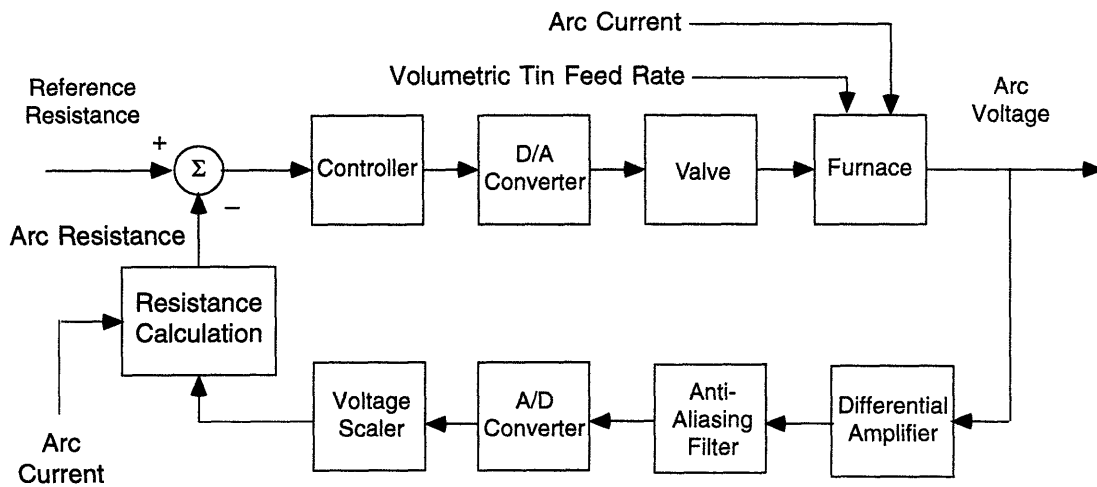 Arc Current
Volumetric Tin Feed Rate
Reference
Resistance
Arc
Voltage
+
Σ
Controller
D/A
Converter
Valve
Furnace
−
Arc Resistance
Resistance
Calculation
Voltage
Scaler
A/D
Converter
Anti-
Aliasing
Filter
Differential
Amplifier
Arc
Current